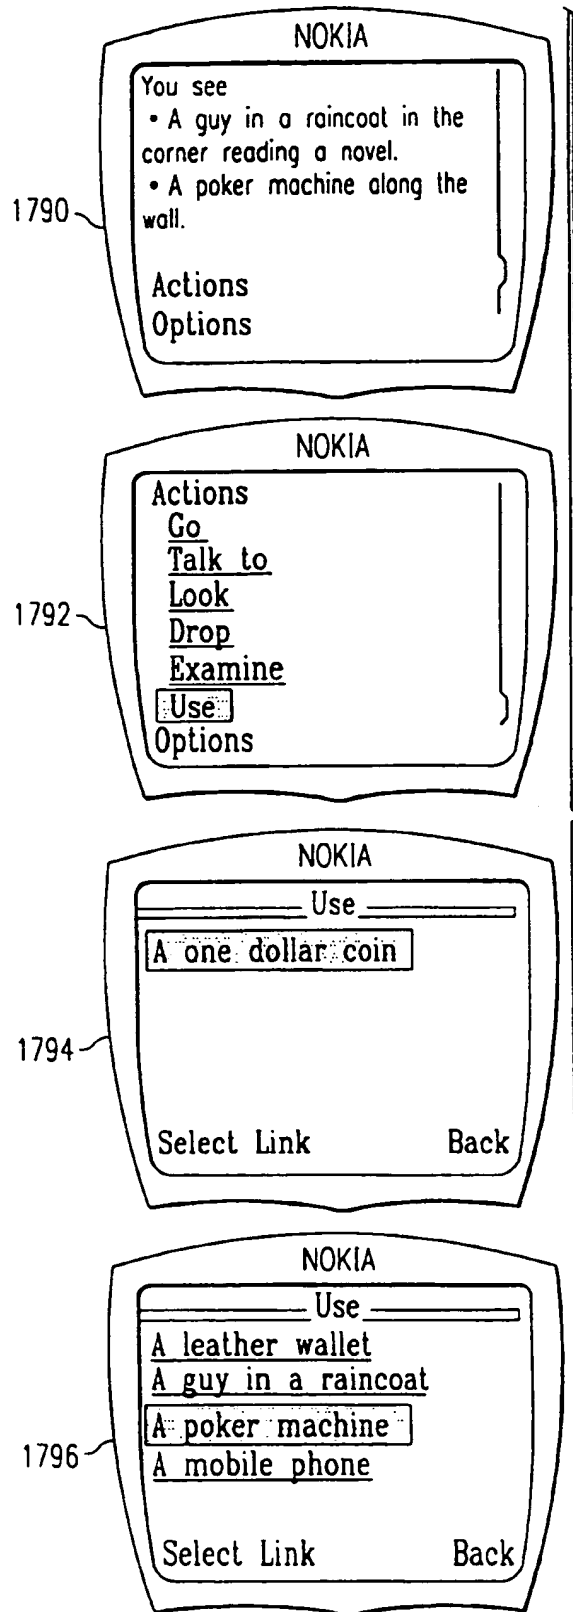 NOKIA
You see
• A guy in a raincoat in the
corner reading a novel.
• A poker machine along the
wall.
1790
Actions
Options
NOKIA
Actions
Go
Talk to
Look
1792
Drop
Examine
Use
Options
NOKIA
Use
A one dollar coin
1794
Select Link Back
NOKIA
Use
A leather wallet
A guy in a raincoat
A poker machine
1796
A mobile phone
Select Link Back